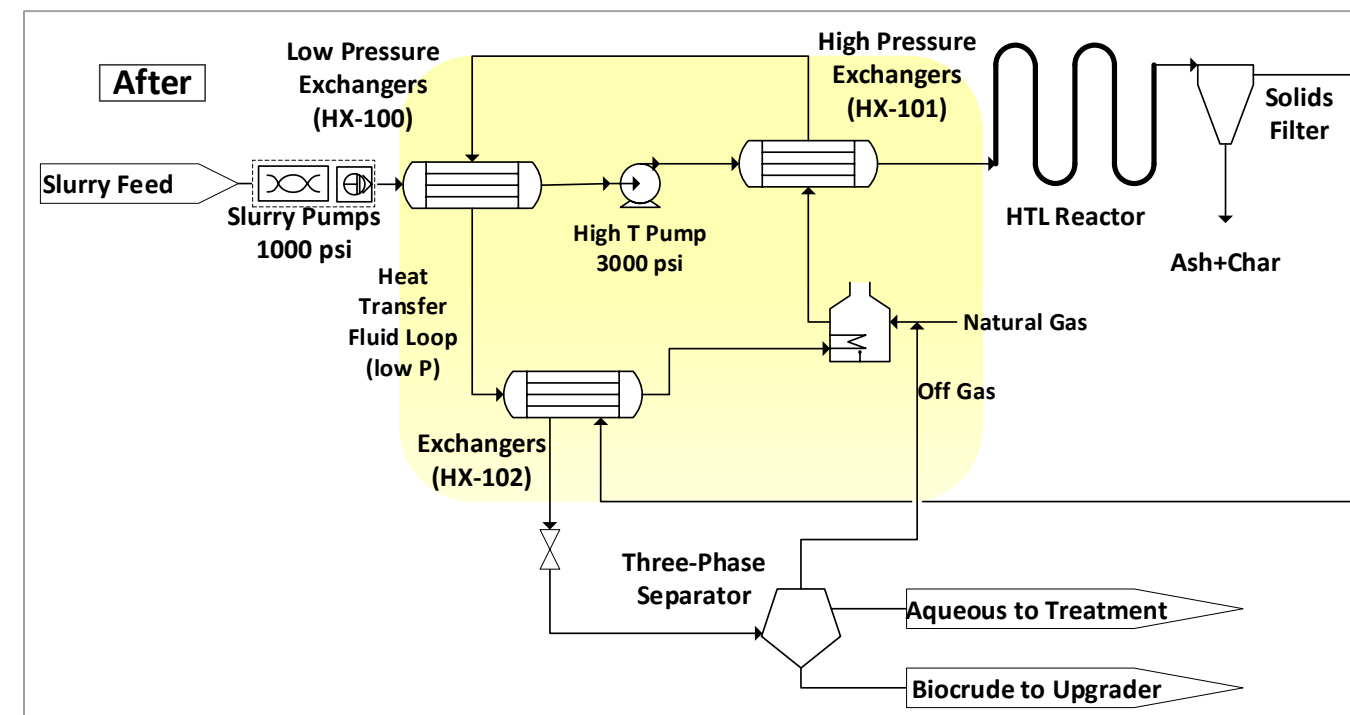 After
Low Pressure
Exchangers
(HX-100)
High Pressure
Exchangers
(HX-101)
Solids
Filter
Slurry Feed
Slurry Pumps
1000 psi
High T Pump
3000 psi
HTL Reactor
Ash+Char
Heat
Transfer
Fluid Loop
(low P)
Natural Gas
Off Gas
Exchangers
(HX-102)
Three-Phase
Separator
Aqueous to Treatment
Biocrude to Upgrader